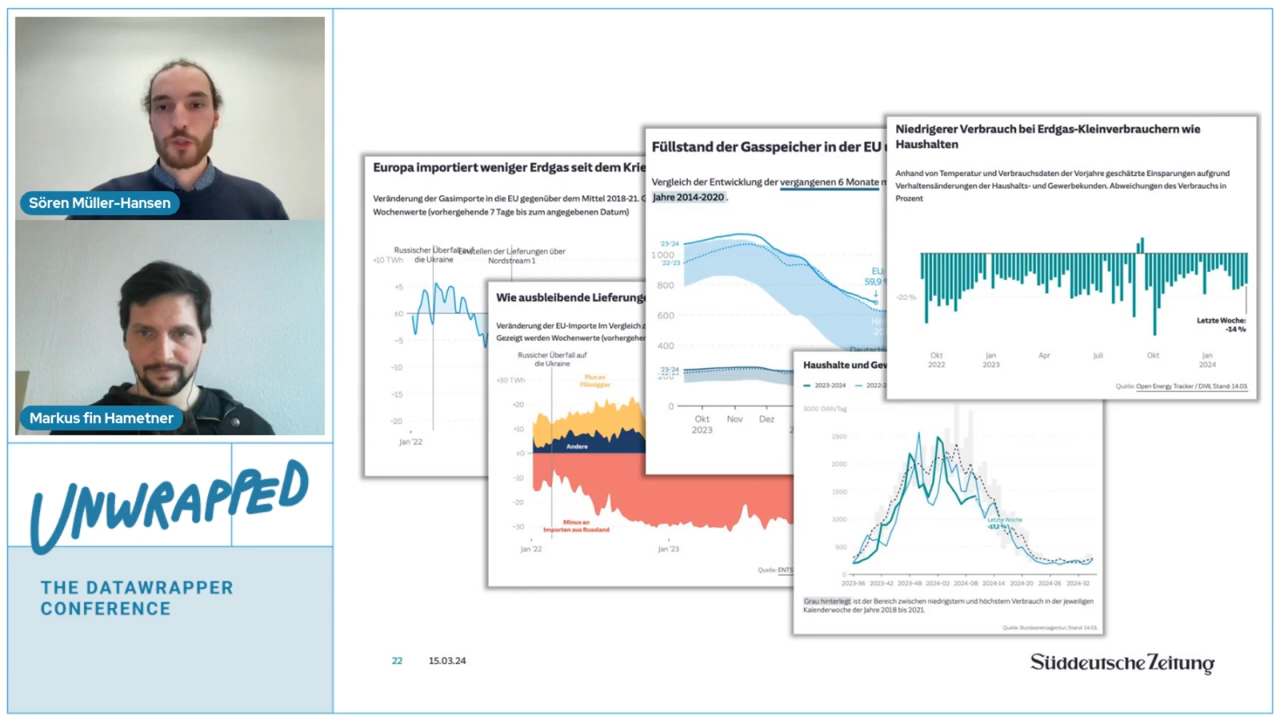 Sören Müller-Hansen
Markus fin Hametner
UNWRAPPED
THE DATAWRAPPER
CONFERENCE
Europa importiert weniger Erdgas seit dem Krie
Veränderung der Gasimporte in die EU gegenüber dem Mittel 2018-21. G
Wochenwerte (vorhergehende 7 Tage bis zum angegebenen Datum)
Russischer Überfall auf
die Ukraine
Einstellen der Lieferungen über
Nordstream 1
+10 TWh
+5
±0
-5
-10
-15
-20
Jan '22
Wie ausbleibende Lieferunge
Veränderung der EU-Importe im Vergleich z
Gezeigt werden Wochenwerte (vorhergehe
Russicher Überfall auf
die Ukraine
Plus an
Flüssiggas
+30 TWh
+20
+10
Andere
±0
-10
-20
-30
Minus an
Importen aus Russland
Jan '22
Jan '23
Quelle: ENTS
Füllstand der Gasspeicher in der EU
Vergleich der Entwicklung der vergangenen 6 Monate
Jahre 2014-2020.
'23-'24
'22-'23
1000
800
600
400
200
0
EU:
59,9
Deutschl
'23-'24
Okt
2023
Nov
Dez
Haushalte und Gew
2023-2024
2022-2
3000 GWh/Tag
2500
2000
1500
1000
500
0
Letzte Woche
-17,2 %
2023-36
2023-42
2023-48
2024-02
2024-08
2024-14
2024-20
2024-26
2024-32
Grau hinterlegt ist der Bereich zwischen niedrigstem und höchstem Verbrauch in der jeweiligen
Kalenderwoche der Jahre 2018 bis 2021.
Quelle: Bundesnetzagentur; Stand: 14.03.
Niedrigerer Verbrauch bei Erdgas-Kleinverbrauchern wie
Haushalten
Anhand von Temperatur und Verbrauchsdaten der Vorjahre geschätzte Einsparungen aufgrund
Verhaltensänderungen der Haushalts- und Gewerbekunden. Abweichungen des Verbrauchs in
Prozent
-20 %
Letzte Woche:
-14 %
Okt
2022
Jan
2023
Apr
Juli
Okt
Jan
2024
Quelle: Open Energy Tracker / DIW, Stand: 14.03.
22
15.03.24
Süddeutsche Zeitung